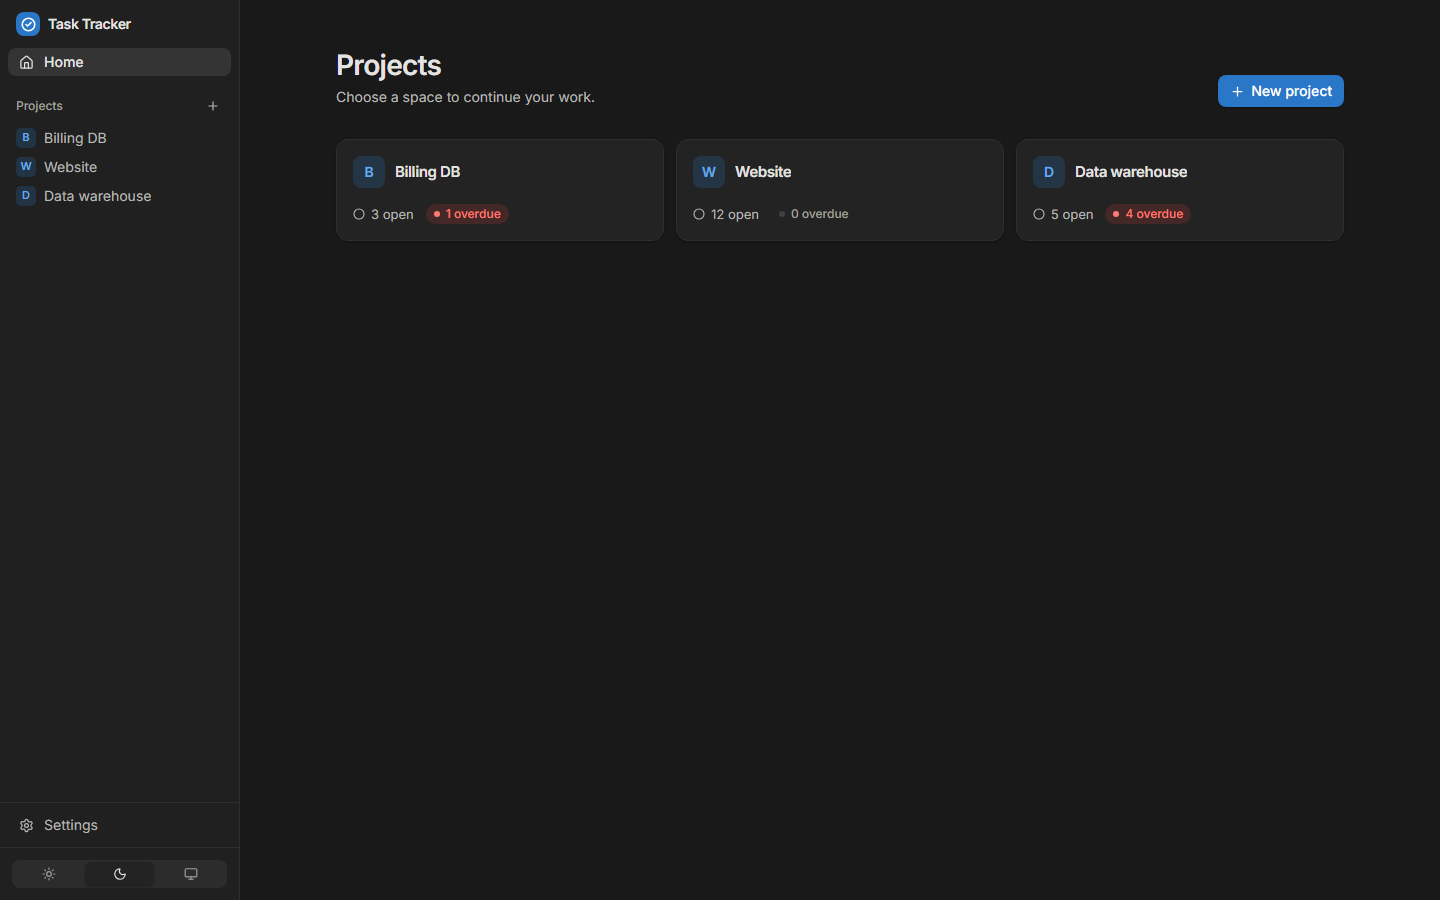 Task Tracker
Home
Projects
B Billing DB
W Website
D Data warehouse
Settings
Projects
Choose a space to continue your work.
New project
B Billing DB
3 open 1 overdue
W Website
12 open 0 overdue
D Data warehouse
5 open 4 overdue